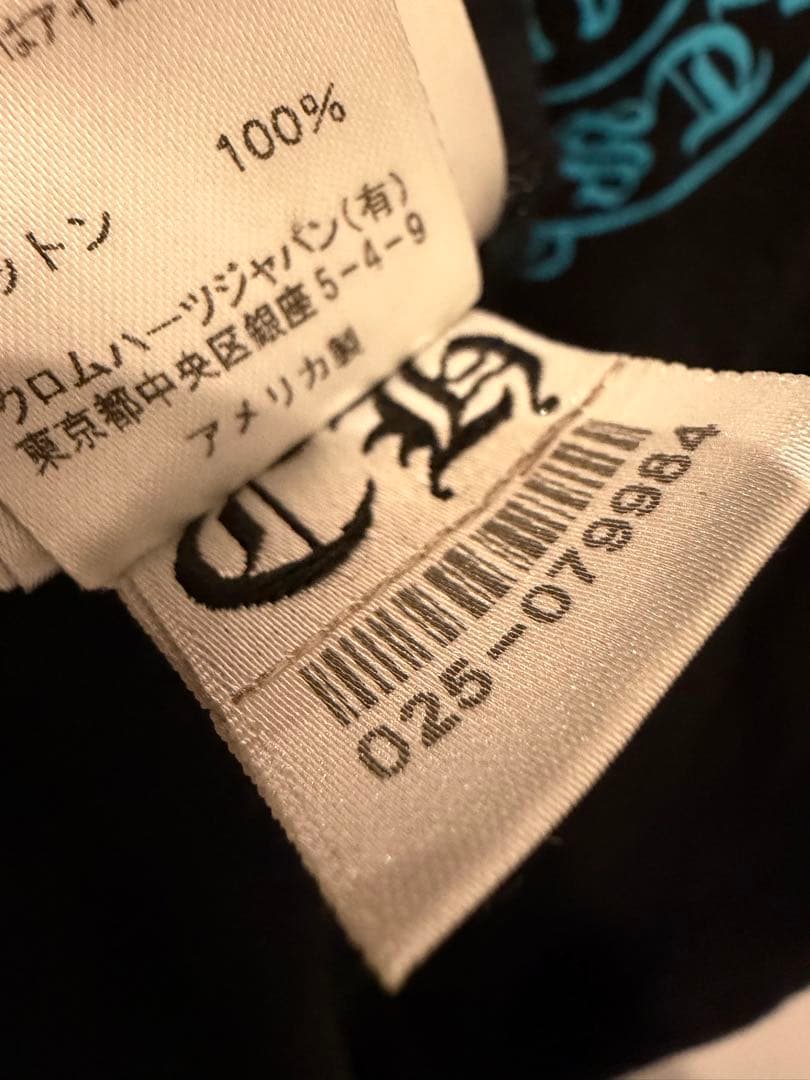 100%
ットン
クロムハーツジャパン(有)
東京都中央区銀座5-4-9
アメリカ製
CH
025-079984